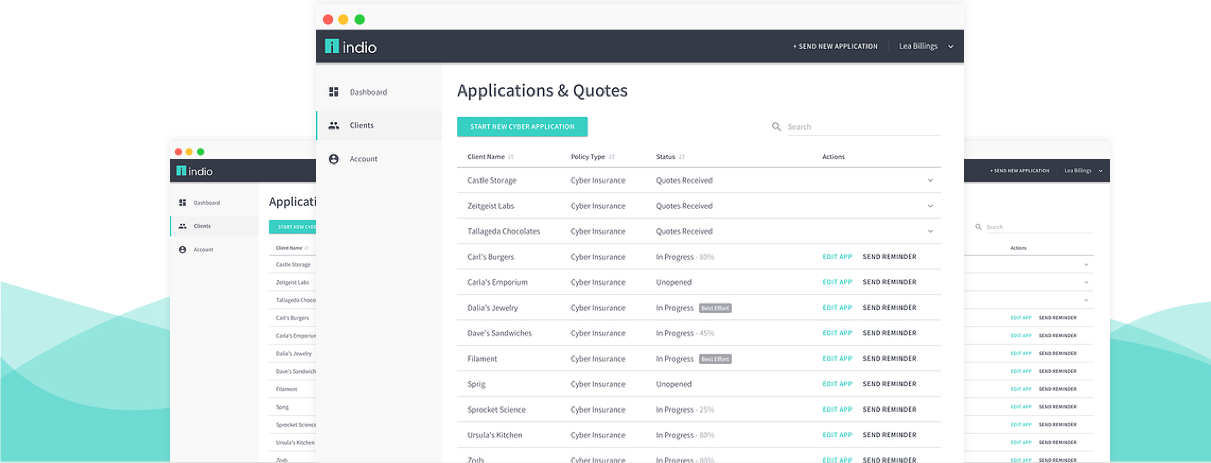 indio
+ SEND NEW APPLICATION Lea Billings
Dashboard
Clients
Account
Applications & Quotes
START NEW CYBER APPLICATION
Search
Client Name Policy Type Status Actions
Castle Storage Cyber Insurance Quotes Received
Zeitgeist Labs Cyber Insurance Quotes Received
Tallageda Chocolates Cyber Insurance Quotes Received
Carl's Burgers Cyber Insurance In Progress - 80% EDIT APP SEND REMINDER
Carla's Emporium Cyber Insurance Unopened EDIT APP SEND REMINDER
Dalia's Jewelry Cyber Insurance In Progress Best Effort EDIT APP SEND REMINDER
Dave's Sandwiches Cyber Insurance In Progress - 45% EDIT APP SEND REMINDER
Filament Cyber Insurance In Progress Best Effort EDIT APP SEND REMINDER
Sprig Cyber Insurance Unopened EDIT APP SEND REMINDER
Sprocket Science Cyber Insurance In Progress - 25% EDIT APP SEND REMINDER
Ursula's Kitchen Cyber Insurance In Progress - 80% EDIT APP SEND REMINDER
Cyber Insurance In Progress - 80% EDIT APP SEND REMINDER
indio
Dashboard
Clients
Account
Applicati
START NEW CYBER
Client Name
Castle Storage
Zeitgeist Labs
Tallageda Choco
Carl's Burgers
Carla's Emporium
Dalia's Jewelry
Dave's Sandwich
Filament
Sprig
Sprocket Science
Ursula's Kitchen
+ SEND NEW APPLICATION Lea Billings
Search
Actions
EDIT APP SEND REMINDER
EDIT APP SEND REMINDER
EDIT APP SEND REMINDER
EDIT APP SEND REMINDER
EDIT APP SEND REMINDER
EDIT APP SEND REMINDER
EDIT APP SEND REMINDER
EDIT APP SEND REMINDER
EDIT APP SEND REMINDER